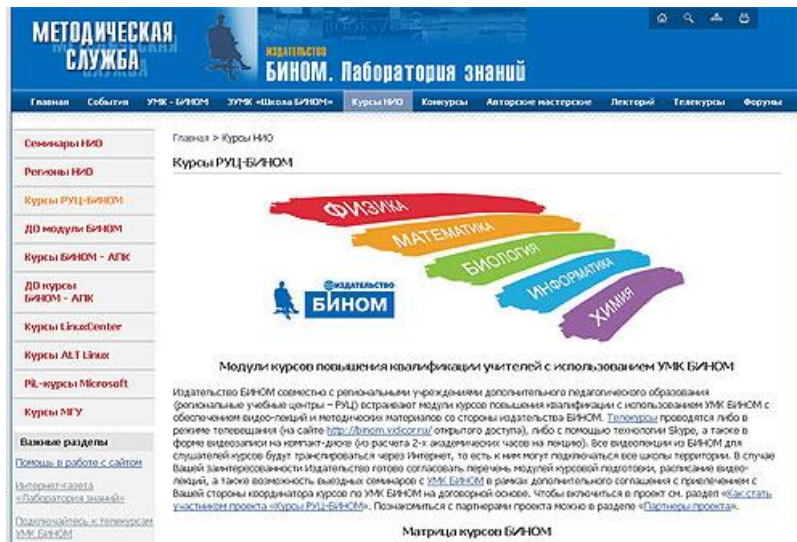 МЕТОДИЧЕСКАЯ
СЛУЖБА
ИЗДАТЕЛЬСТВО
БИНОМ. Лаборатория знаний
Главная События УМК - БИНОМ ЭУМК «Школа БИНОМ» Курсы НИО Конкурсы Авторские мастерские Лекторий Телекурсы Форумы
Семинары НИО
Регионы НИО
Курсы РУЦ-БИНОМ
ДО модули БИНОМ
Курсы БИНОМ - АПК
ДО курсы
БИНОМ - АПК
Курсы LinuxCenter
Курсы ALT Linux
PiL-курсы Microsoft
Курсы МГУ
Важные разделы
Помощь в работе с сайтом
Интернет-газета
«Лаборатория знаний»
Подключайтесь к телекурсам
УМК БИНОМ
Главная > Курсы НИО
Курсы РУЦ-БИНОМ
ФИЗИКА
МАТЕМАТИКА
БИОЛОГИЯ
ИНФОРМАТИКА
ХИМИЯ
ИЗДАТЕЛЬСТВО
БИНОМ
Модули курсов повышения квалификации учителей с использованием УМК БИНОМ
Издательство БИНОМ совместно с региональными учреждениями дополнительного педагогического образования
(региональные учебные центры – РУЦ) встраивают модули курсов повышения квалификации с использованием УМК БИНОМ с
обеспечением видео-лекций и методических материалов со стороны издательства БИНОМ. Телекурсы проводятся либо в
режиме телевещания (на сайте http://binom.vidicor.ru/ открытого доступа), либо с помощью технологии Skype, а также в
форме видеозаписи на компакт-диске (из расчета 2-х академических часов на лекцию). Все видеолекции из БИНОМ для
слушателей курсов будут транслироваться через Интернет, то есть к ним могут подключаться все школы территории. В случае
Вашей заинтересованности Издательство готово согласовать перечень модулей курсовой подготовки, расписание видео-
лекций, а также возможность выездных семинаров с УМК БИНОМ в рамках дополнительного соглашения с привлечением с
Вашей стороны координатора курсов по УМК БИНОМ на договорной основе. Чтобы включиться в проект см. раздел «Как стать
участником проекта «Курсы РУЦ-БИНОМ». Познакомиться с партнерами проекта можно в разделе «Партнеры проекта».
Матрица курсов БИНОМ